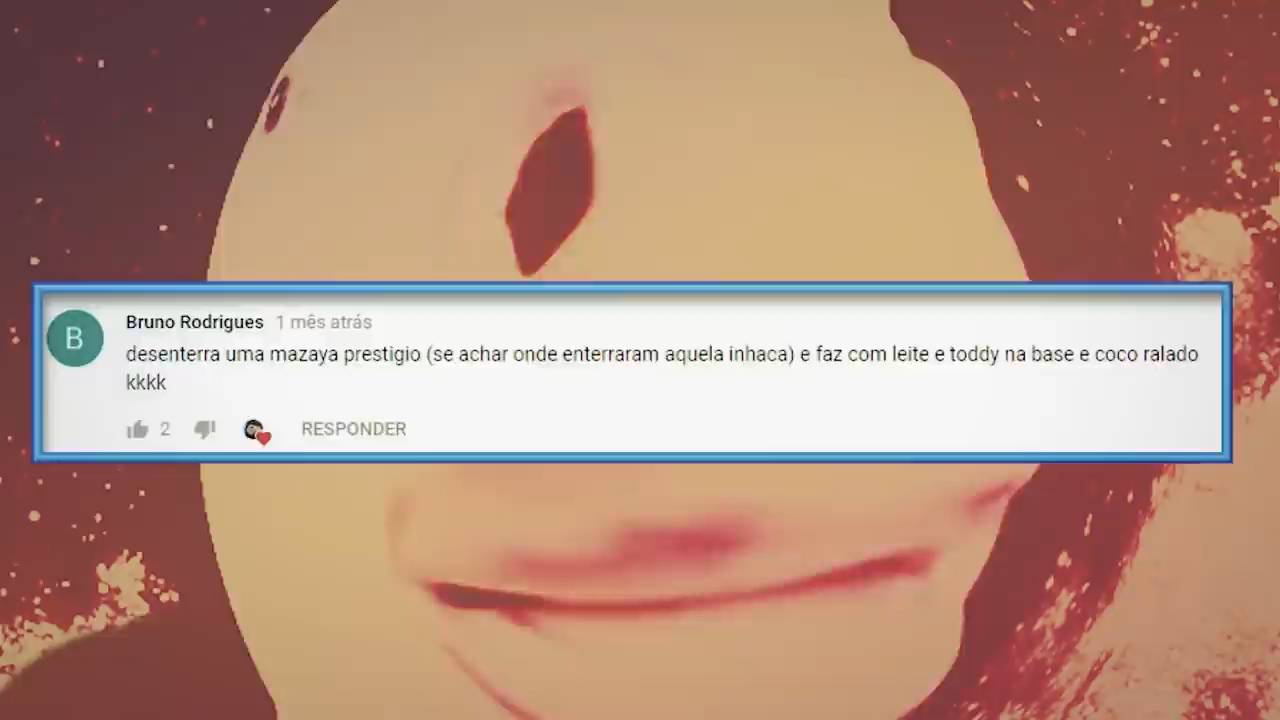 B
Bruno Rodrigues 1 mês atrás
desenterra uma mazaya prestigio (se achar onde enterraram aquela inhaca) e faz com leite e toddy na base e coco ralado
kkkk
2 RESPONDER